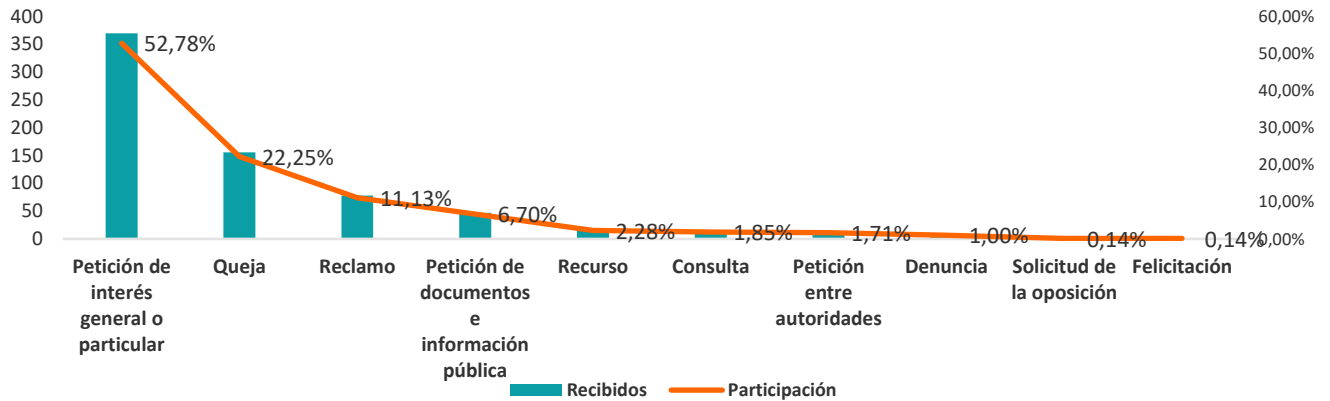 400
350
300
250
200
150
100
50
0
60,00%
50,00%
40,00%
30,00%
20,00%
10,00%
0,00%
52,78%
22,25%
11,13%
6,70%
2,28%
1,85%
1,71%
1,00%
0,14%
0,14%
Petición de
interés
general o
particular
Queja
Reclamo
Petición de
documentos
e
información
pública
Recurso
Consulta
Petición
entre
autoridades
Denuncia
Solicitud de
la oposición
Felicitación
Recibidos
Participación